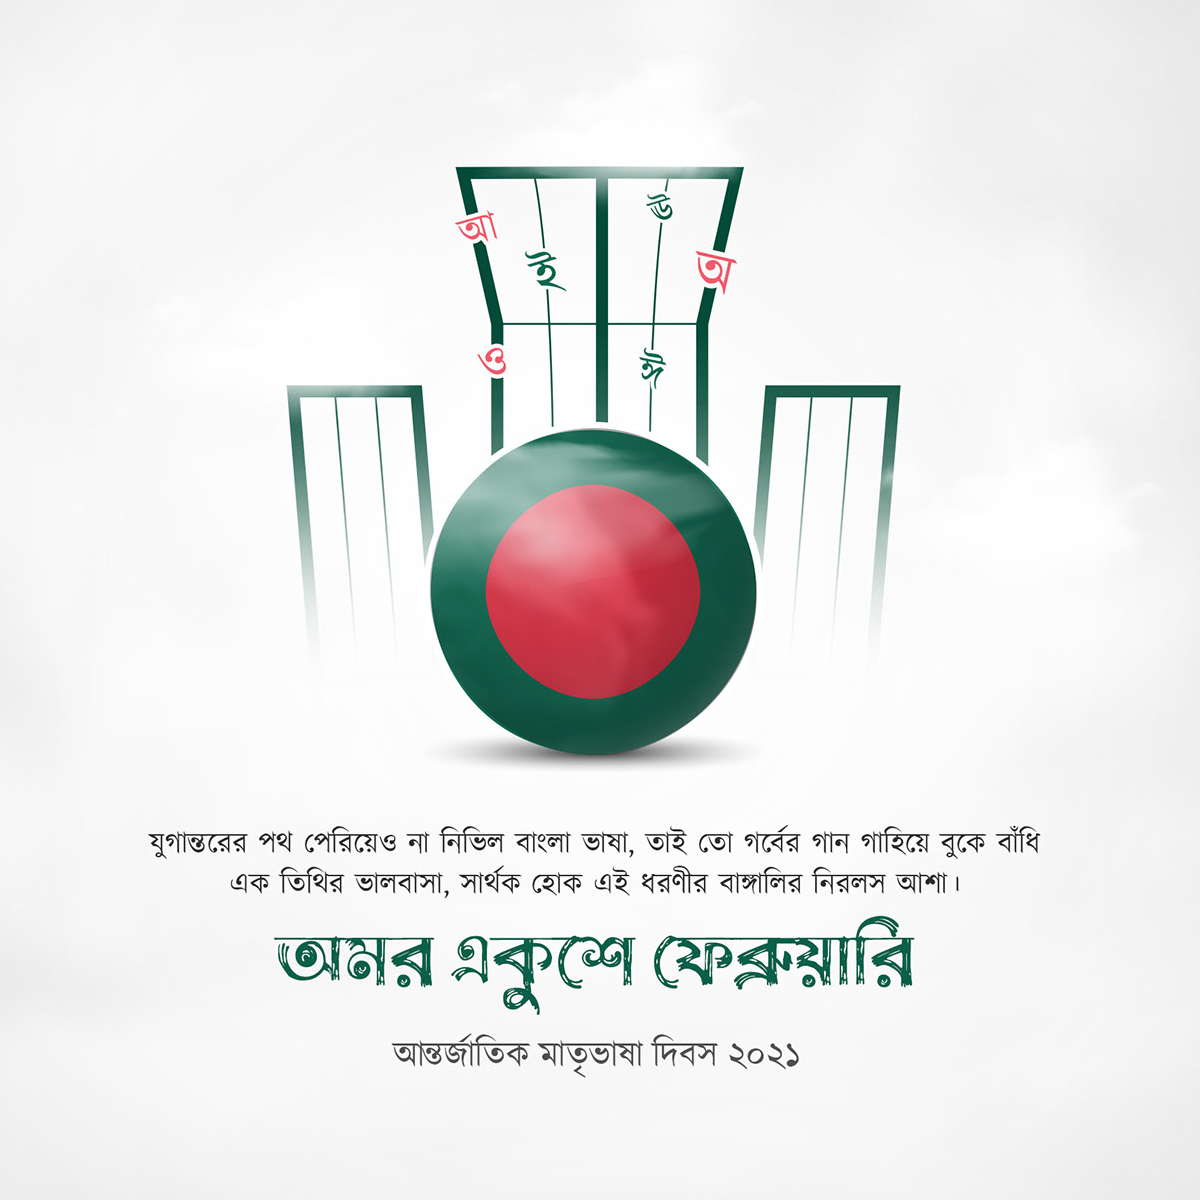 উ
আ
ই
অ
ও
ঈ
যুগান্তরের পথ পেরিয়েও না নিভিল বাংলা ভাষা, তাই তো গর্বের গান গাহিয়ে বুকে বাঁধি
এক তিথির ভালবাসা, সার্থক হোক এই ধরণীর বাঙ্গালির নিরলস আশা।
অমর একুশে ফেব্রুয়ারি
আন্তর্জাতিক মাতৃভাষা দিবস ২০২১